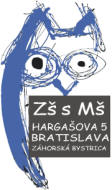 Zš s Mš
HARGAŠOVA 5
BRATISLAVA
ZÁHORSKÁ BYSTRICA